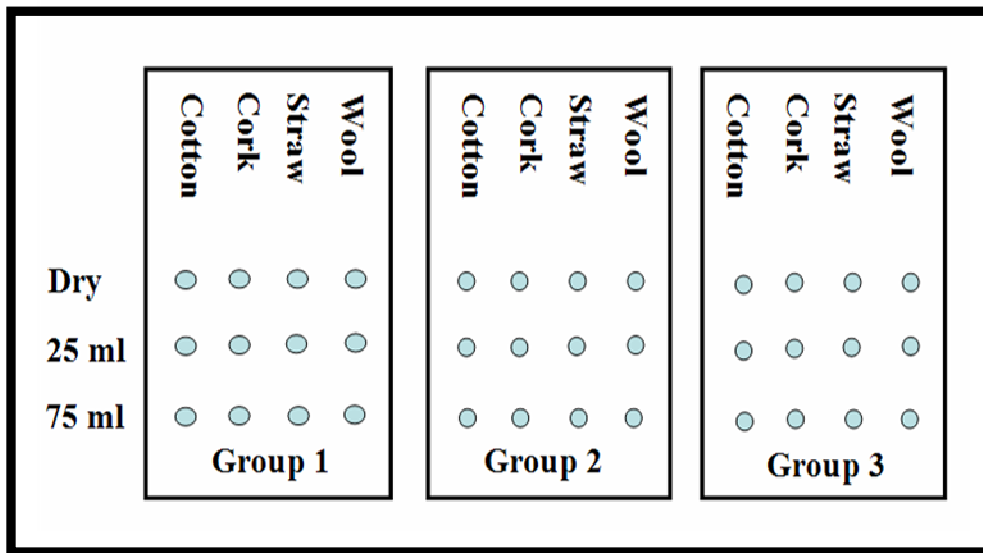 Cotton Cork Straw Wool
Cotton Cork Straw Wool
Cotton Cork Straw Wool
Dry
25 ml
75 ml
Group 1
Group 2
Group 3